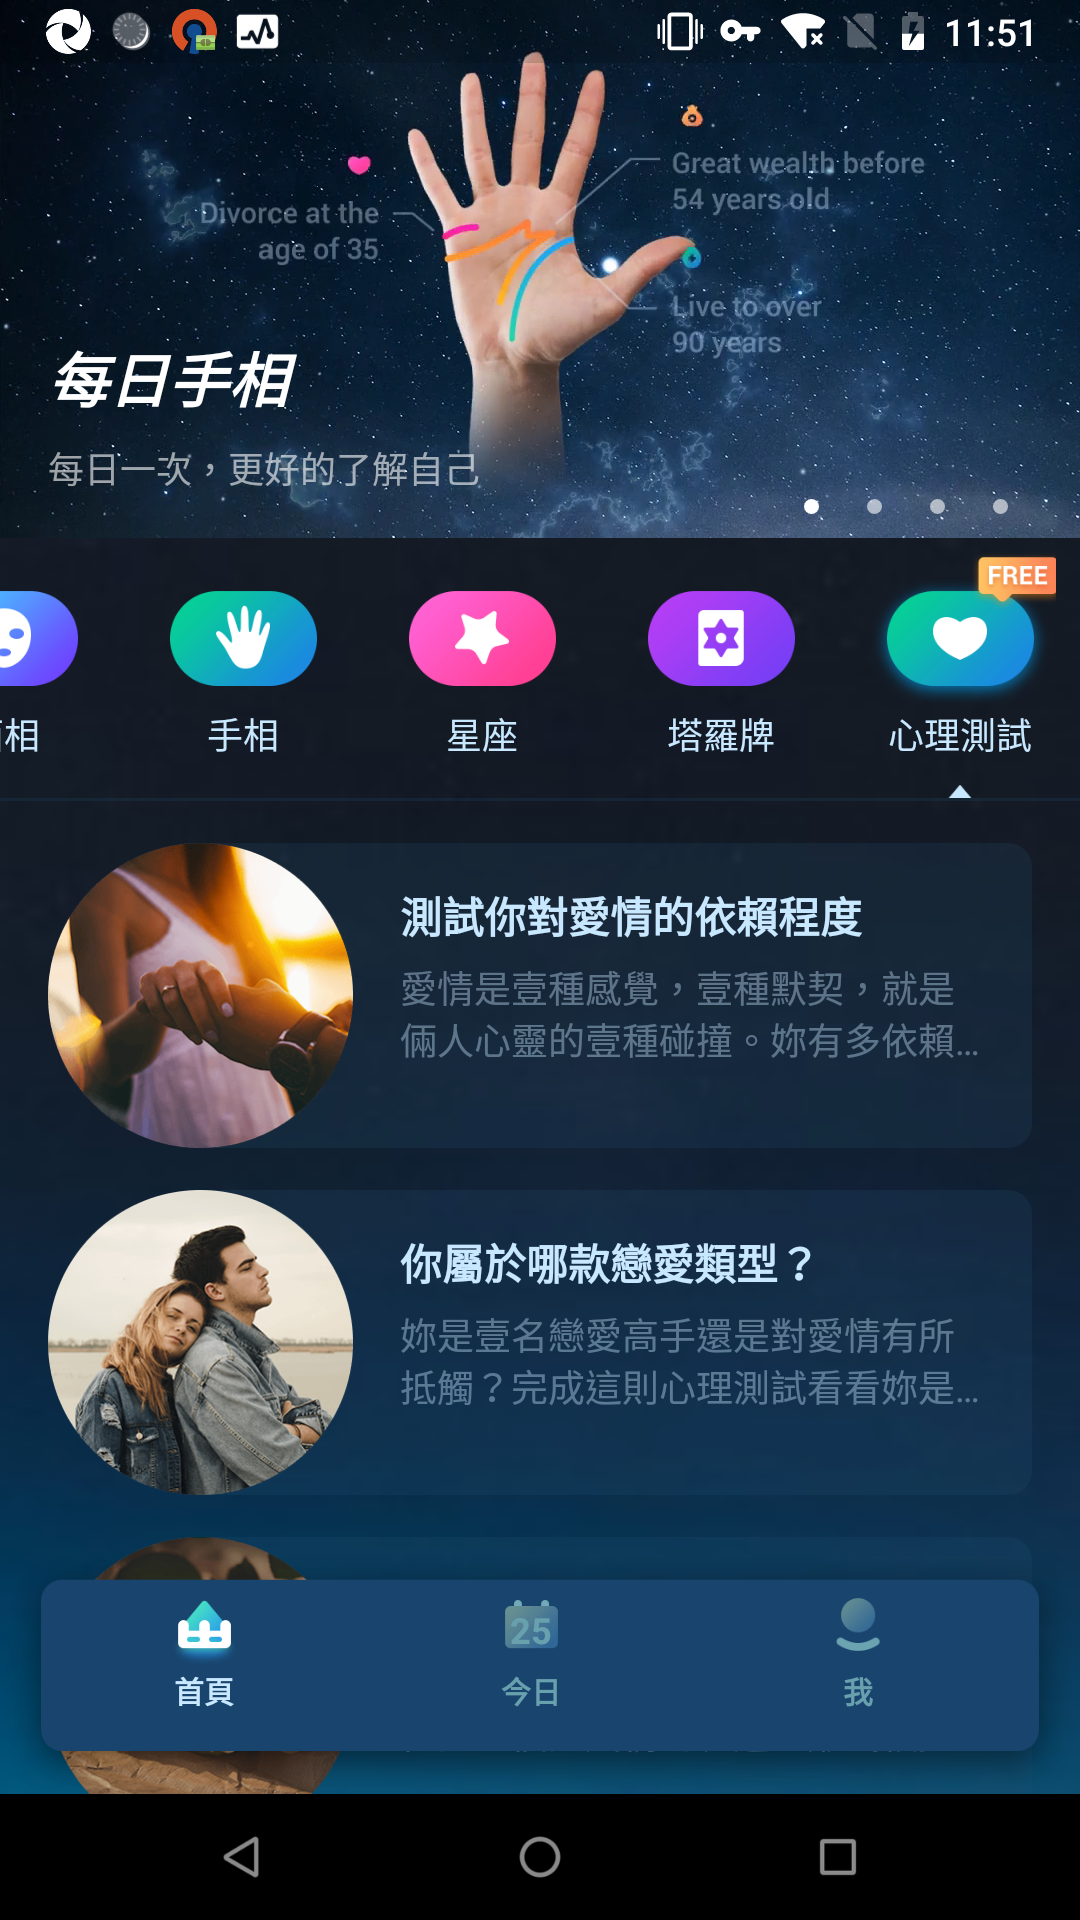 11:51
Great wealth before
54 years old
Divorce at the
age of 35
Live to over
90 years
每日手相
每日一次，更好的了解自己
FREE
相
手相
星座
塔羅牌
心理測試
測試你對愛情的依賴程度
愛情是壹種感覺，壹種默契，就是
倆人心靈的壹種碰撞。妳有多依賴...
你屬於哪款戀愛類型？
妳是壹名戀愛高手還是對愛情有所
抵觸？完成這則心理測試看看妳是...
25
首頁
今日
我